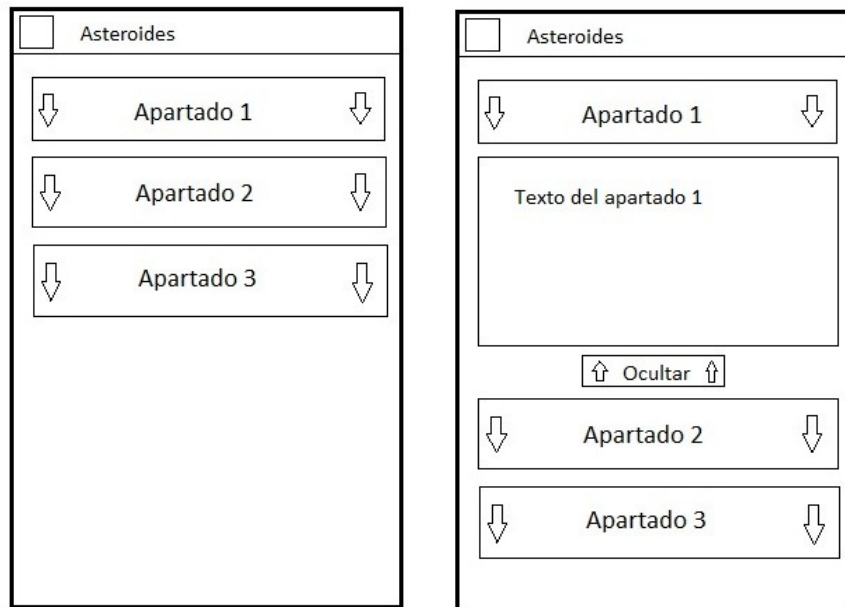 Asteroides
Apartado 1
Apartado 2
Apartado 3
Asteroides
Apartado 1
Texto del apartado 1
Ocultar
Apartado 2
Apartado 3